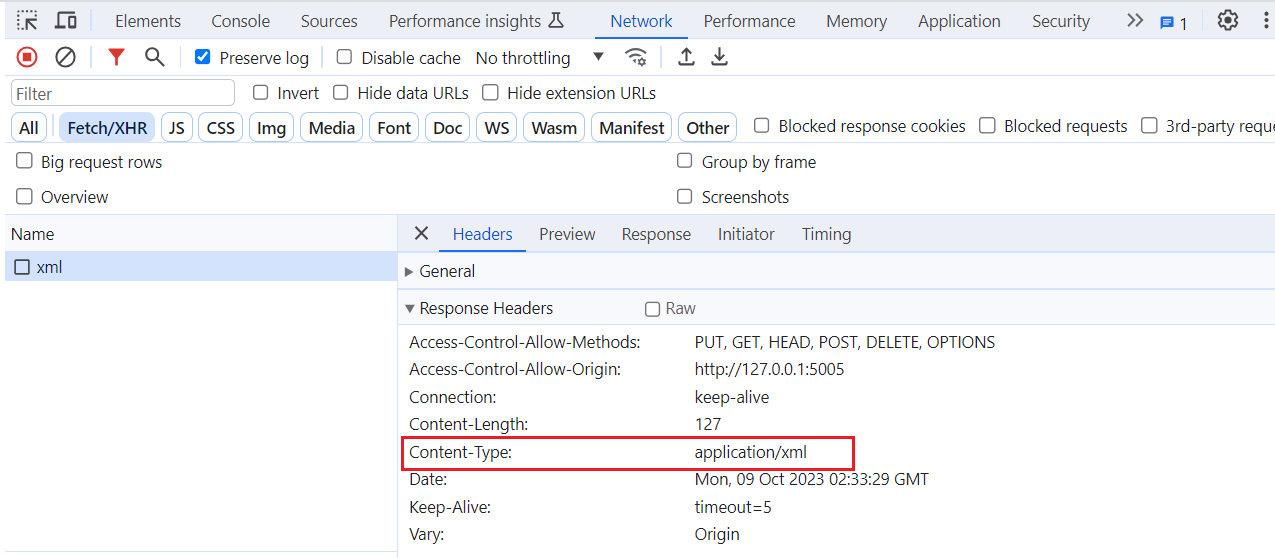 Elements Console Sources Performance insights Network Performance Memory Application Security 1
Preserve log Disable cache No throttling
Filter Invert Hide data URLs Hide extension URLs
All Fetch/XHR JS CSS Img Media Font Doc WS Wasm Manifest Other Blocked response cookies Blocked requests 3rd-party reque
Big request rows Group by frame
Overview Screenshots
Name Headers Preview Response Initiator Timing
xml General
Response Headers Raw
Access-Control-Allow-Methods: PUT, GET, HEAD, POST, DELETE, OPTIONS
Access-Control-Allow-Origin: http://127.0.0.1:5005
Connection: keep-alive
Content-Length: 127
Content-Type: application/xml
Date: Mon, 09 Oct 2023 02:33:29 GMT
Keep-Alive: timeout=5
Vary: Origin